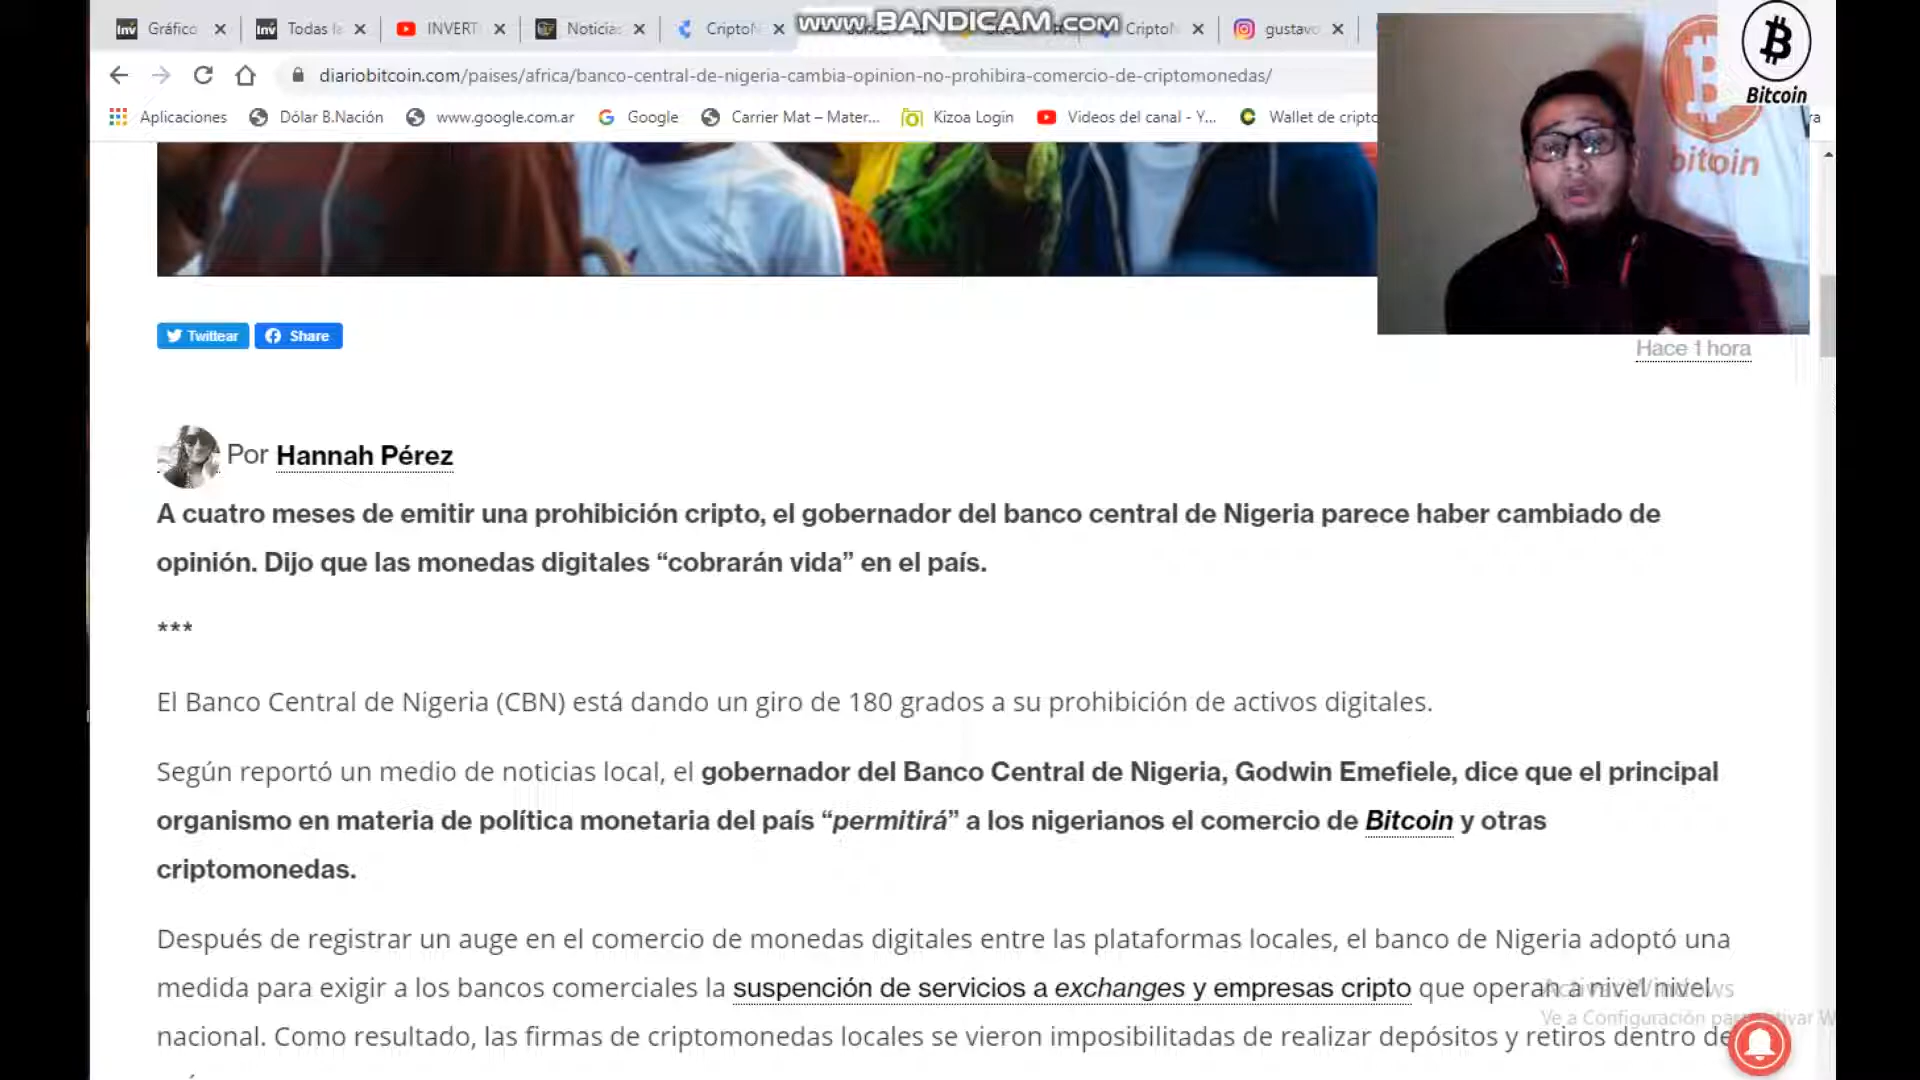 www.BANDICAM.com
Gráfico
Todas la
INVERT
Noticia
Cripto
Cripto
gustavo
diariobitcoin.com/paises/africa/banco-central-de-nigeria-cambia-opinion-no-prohibira-comercio-de-criptomonedas/
Aplicaciones
Dólar B.Nación
www.google.com.ar
Google
Carrier Mat – Mater...
Kizoa Login
Videos del canal - Y...
Wallet de cripto
Bitcoin
bitcoin
Twittear
Share
Hace 1 hora
Por Hannah Pérez
A cuatro meses de emitir una prohibición cripto, el gobernador del banco central de Nigeria parece haber cambiado de
opinión. Dijo que las monedas digitales “cobrarán vida” en el país.
***
El Banco Central de Nigeria (CBN) está dando un giro de 180 grados a su prohibición de activos digitales.
Según reportó un medio de noticias local, el gobernador del Banco Central de Nigeria, Godwin Emefiele, dice que el principal
organismo en materia de política monetaria del país “permitirá” a los nigerianos el comercio de Bitcoin y otras
criptomonedas.
Después de registrar un auge en el comercio de monedas digitales entre las plataformas locales, el banco de Nigeria adoptó una
medida para exigir a los bancos comerciales la suspención de servicios a exchanges y empresas cripto que operan a nivel
nacional. Como resultado, las firmas de criptomonedas locales se vieron imposibilitadas de realizar depósitos y retiros dentro de
Activar Windows
Ve a Configuración para activar W